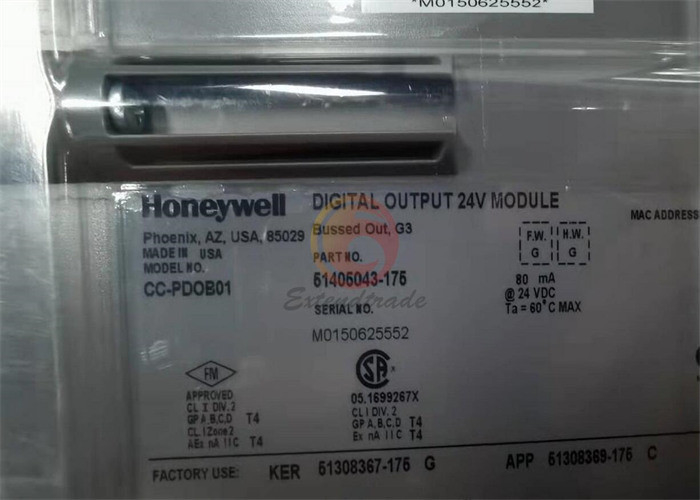 *M0150625552*
Honeywell
Phoenix, AZ, USA, 85029
MADE IN USA
MODEL NO.
CC-PDOB01
DIGITAL OUTPUT 24V MODULE
Bussed Out, G3
PART NO.
51405043-175
SERIAL NO.
M0150625552
F.W.
G
H.W.
G
80 mA
@ 24 VDC
Ta = 60°C MAX
MAC ADDRESS
Extendtrade
FM
APPROVED
CL I DIV. 2
GP A,B,C,D T4
CL I Zone 2
AEx nA IIC T4
SA
05.1699267X
CL I DIV. 2
GP A,B,C,D T4
Ex nA IIC T4
FACTORY USE: KER 51308367-175 G APP 51308369-175 C